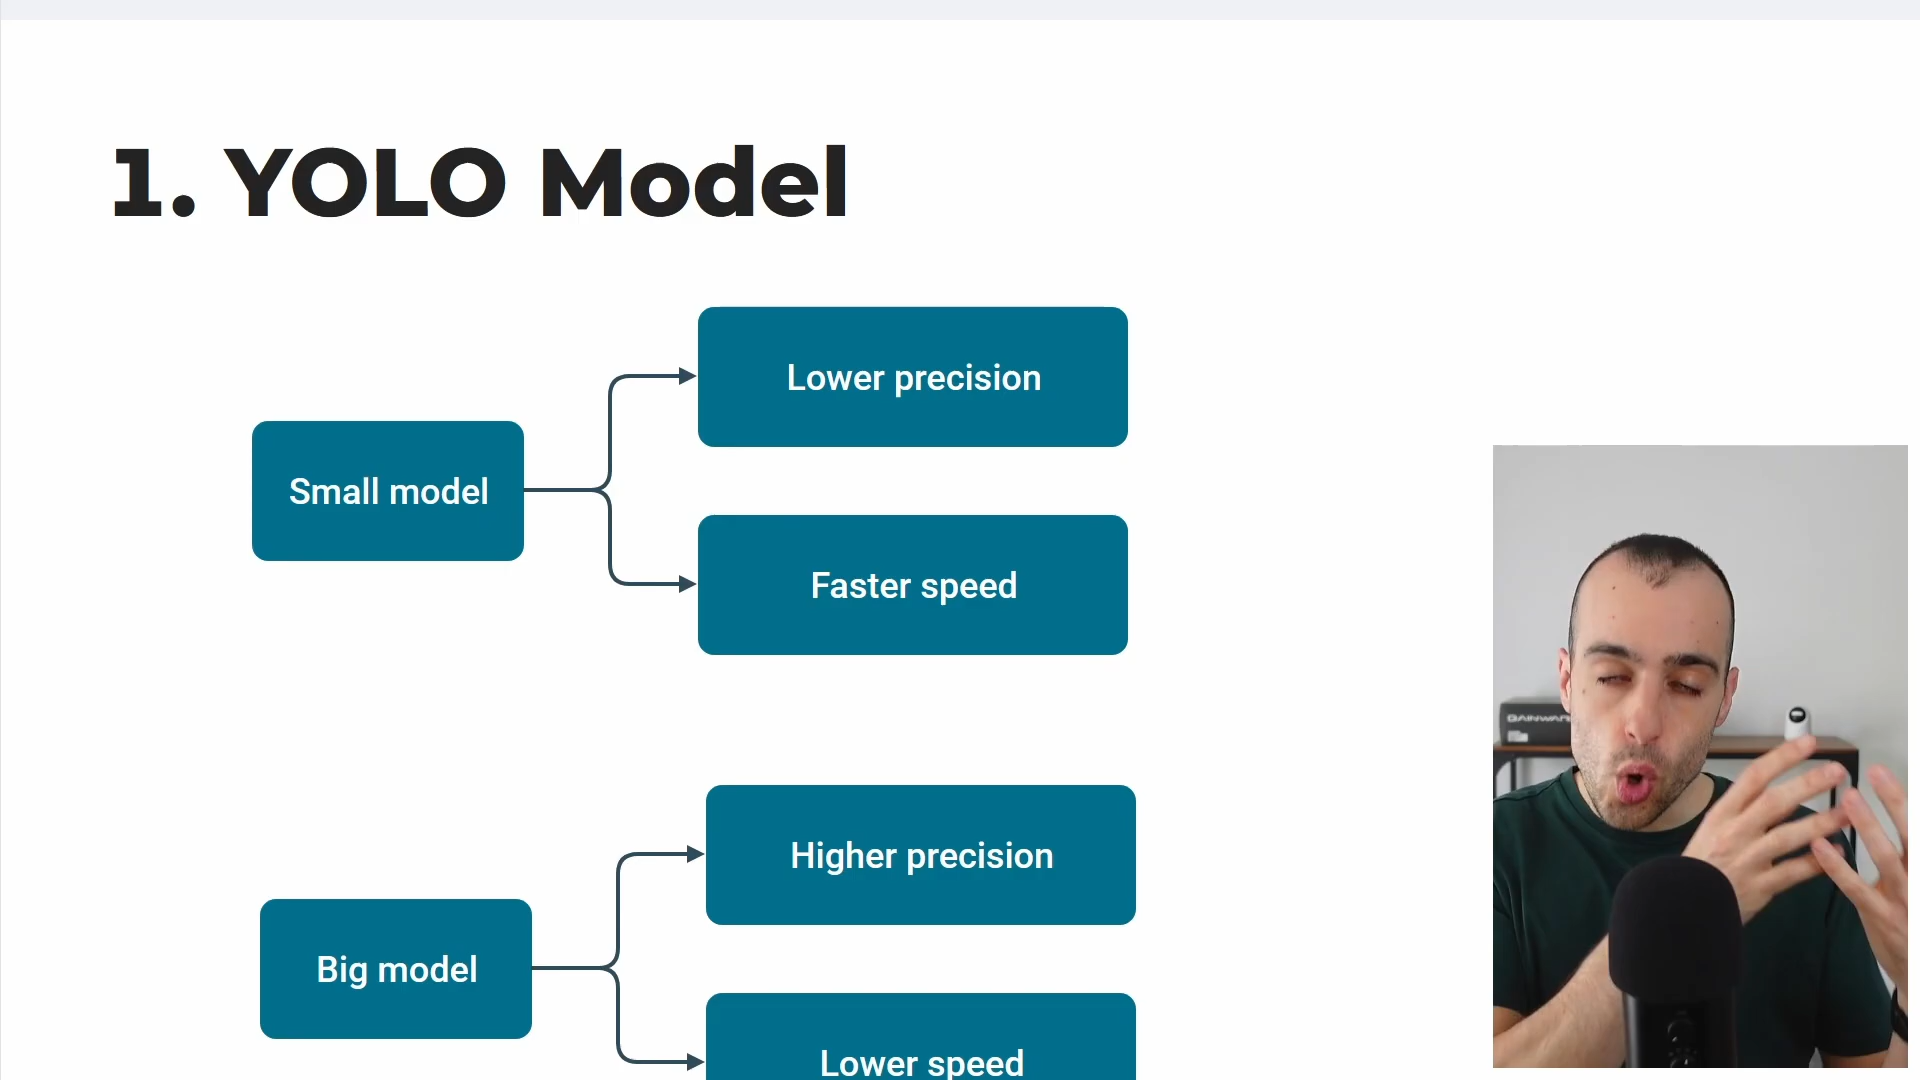 1. YOLO Model
Lower precision
Small model
Faster speed
Higher precision
Big model
Lower speed